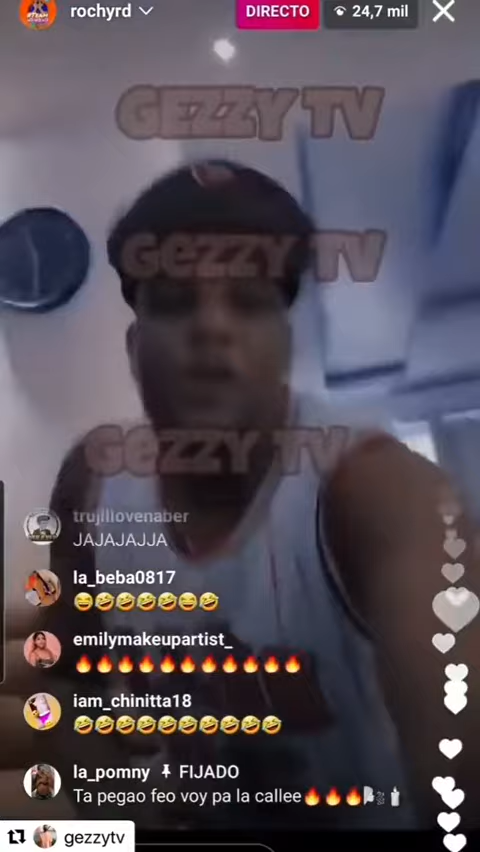 rochyrd
DIRECTO
24,7 mil
GEZZY TV
GEZZY TV
GEZZY TV
trujlllovenaber
JAJAJAJJA
la_beba0817
😆🤣🤣🤣🤣😆🤣
emilymakeupartist_
🔥🔥🔥🔥🔥🔥🔥🔥🔥🔥🔥
iam_chinitta18
🤣🤣🤣🤣🤣🤣🤣🤣🤣🤣
la_pomny 📌 FIJADO
Ta pegao feo voy pa la callee🔥🔥🔥🌬🕯
gezzytv